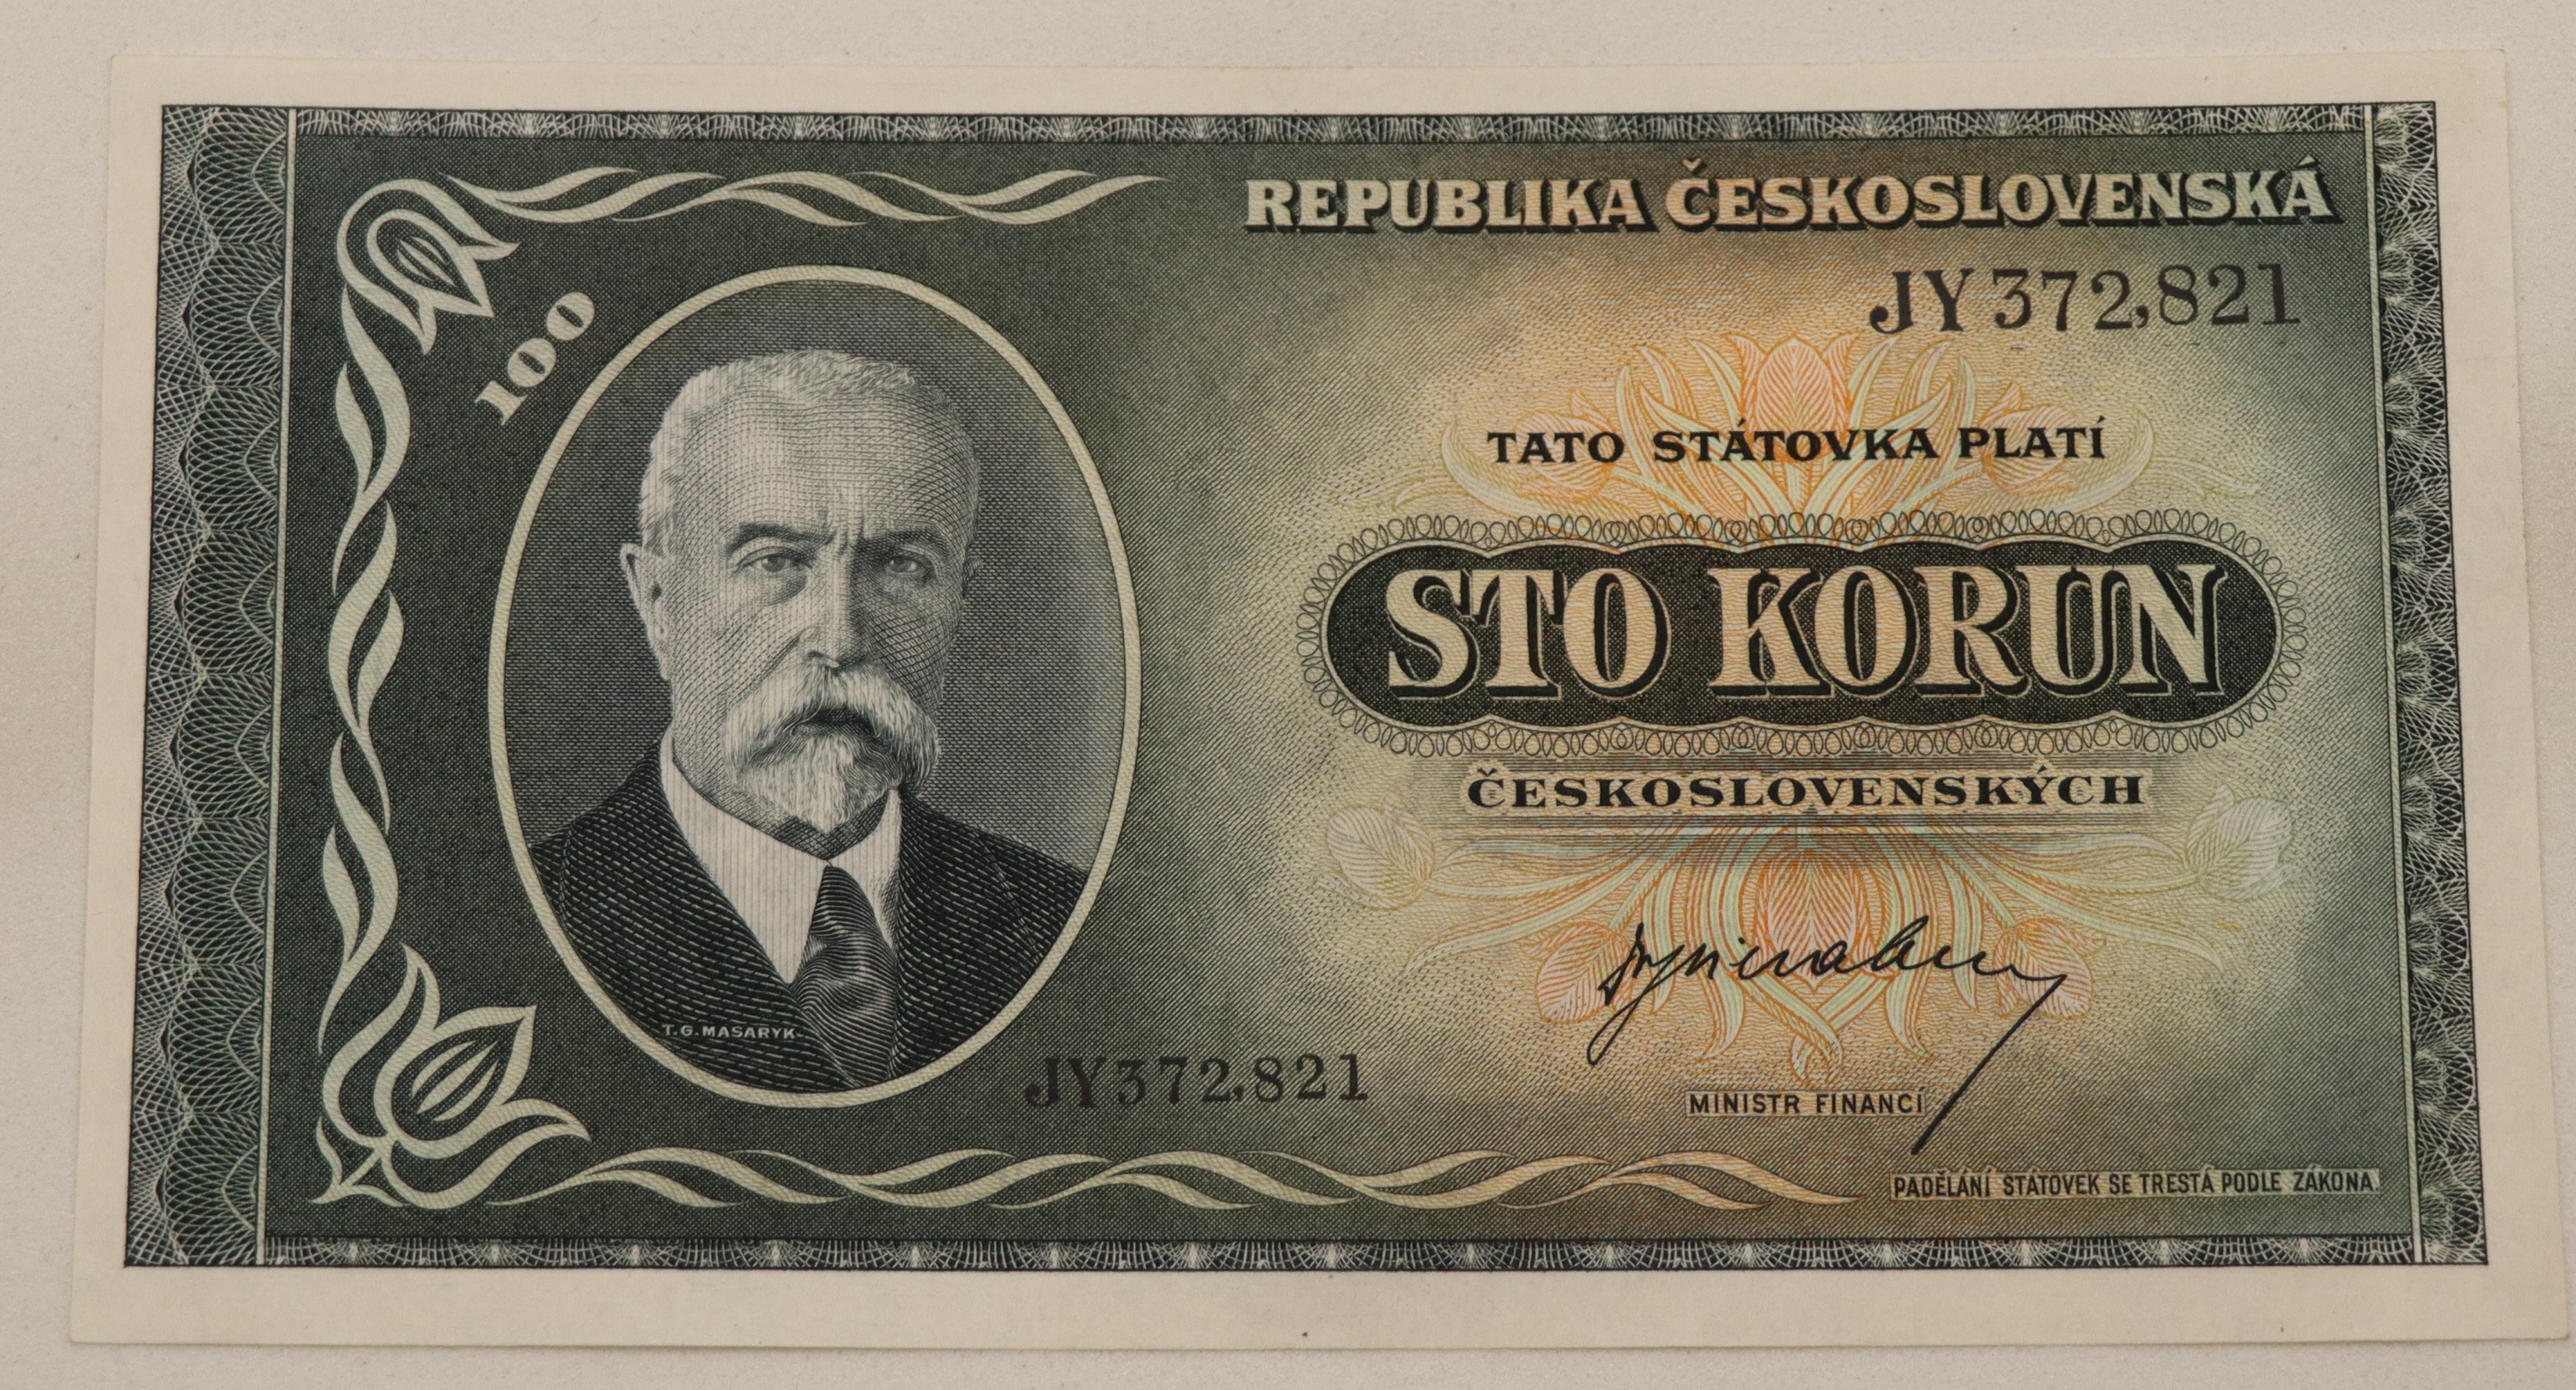 REPUBLIKA ČESKOSLOVENSKÁ
JY 372,821
100
TATO STÁTOVKA PLATÍ
STO KORUN
ČESKOSLOVENSKÝCH
T. G. MASARYK
JY 372,821
MINISTR FINANCÍ
PADĚLÁNÍ STÁTOVEK SE TRESTÁ PODLE ZÁKONA.